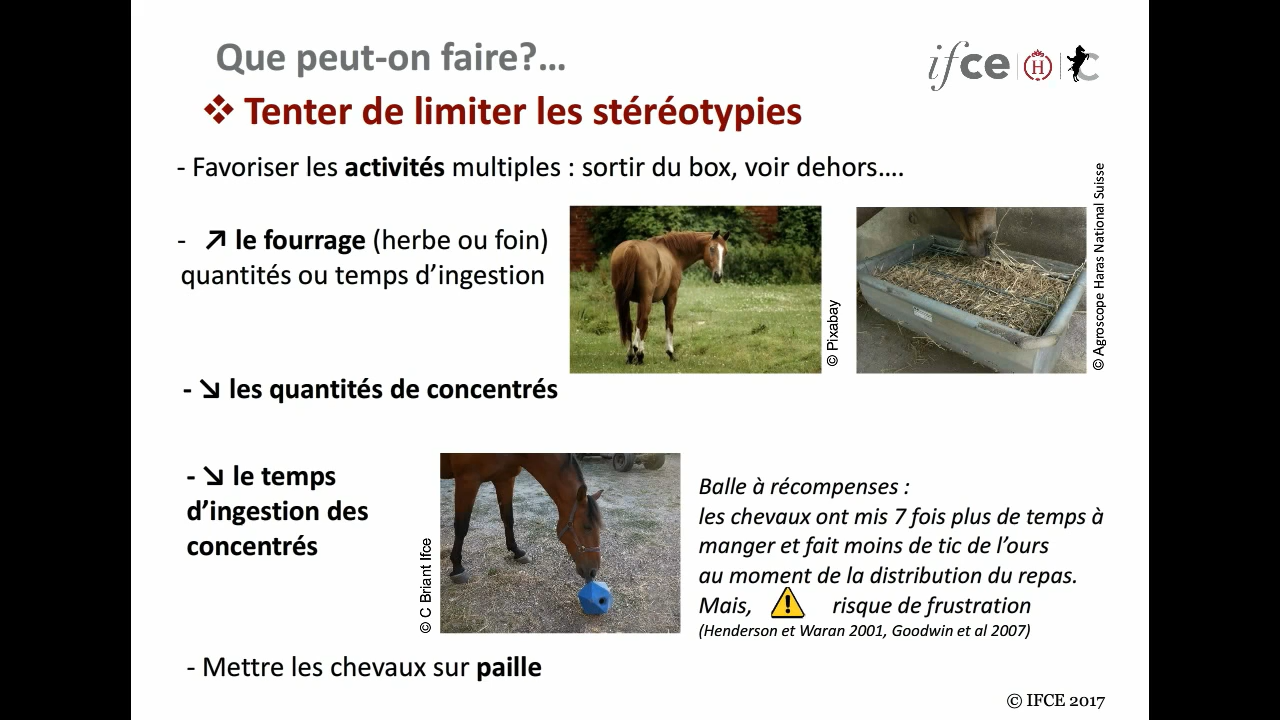 Que peut-on faire?...
ifce H
❖ Tenter de limiter les stéréotypies
- Favoriser les activités multiples : sortir du box, voir dehors....
- ↗ le fourrage (herbe ou foin)
quantités ou temps d'ingestion
© Pixabay
© Agroscope Haras National Suisse
- ↘ les quantités de concentrés
- ↘ le temps
d'ingestion des
concentrés
© C Briant Ifce
Balle à récompenses :
les chevaux ont mis 7 fois plus de temps à
manger et fait moins de tic de l'ours
au moment de la distribution du repas.
Mais, ⚠ risque de frustration
(Henderson et Waran 2001, Goodwin et al 2007)
- Mettre les chevaux sur paille
© IFCE 2017